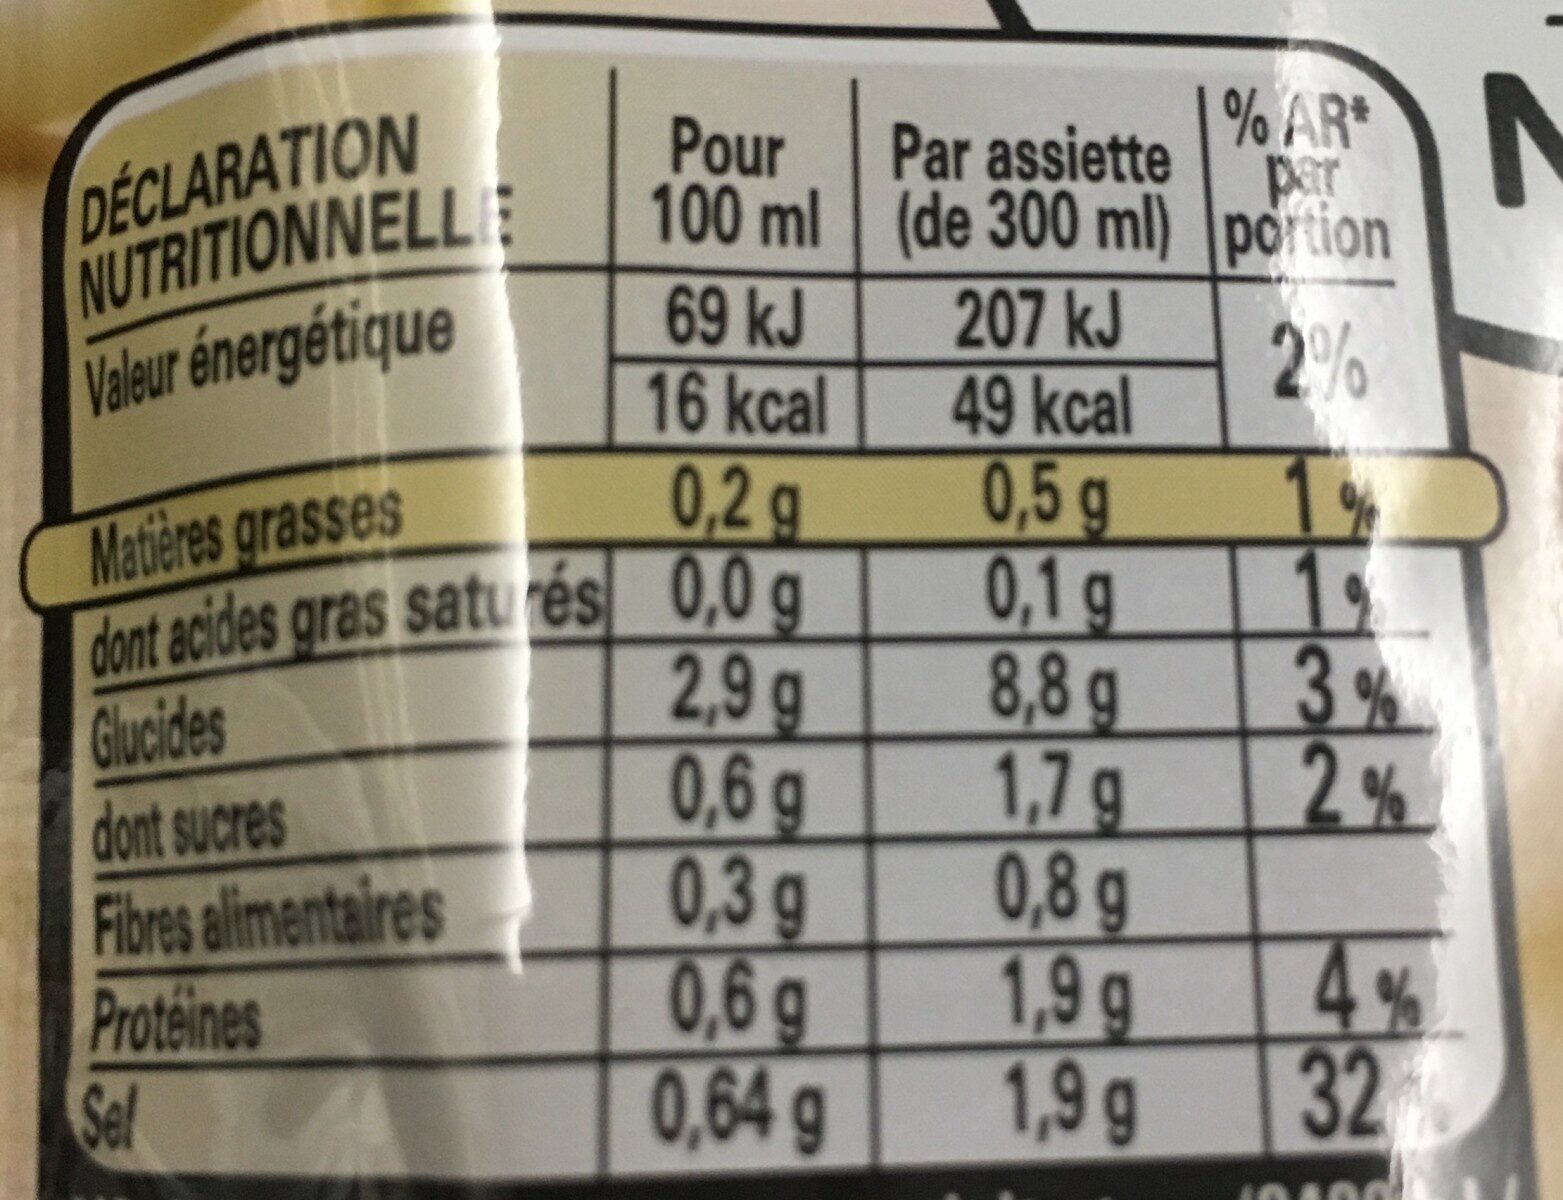 DÉCLARATION NUTRITIONNELLE Pour 100 ml Par assiette (de 300 ml) % AR* par portion
Valeur énergétique 69 kJ 207 kJ 2%
16 kcal 49 kcal
Matières grasses 0,2 g 0,5 g 1 %
dont acides gras saturés 0,0 g 0,1 g 1 %
Glucides 2,9 g 8,8 g 3 %
dont sucres 0,6 g 1,7 g 2 %
Fibres alimentaires 0,3 g 0,8 g
Protéines 0,6 g 1,9 g 4 %
Sel 0,64 g 1,9 g 32